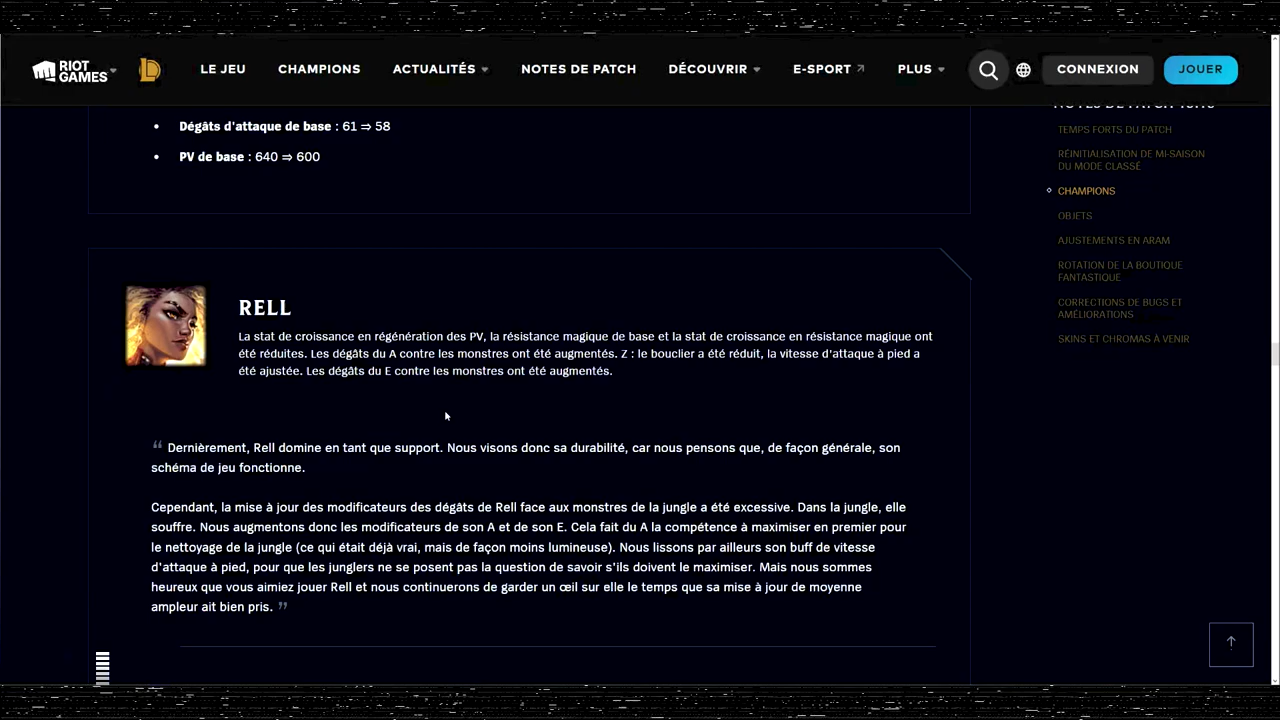 RIOT GAMES
LE JEU
CHAMPIONS
ACTUALITÉS
NOTES DE PATCH
DÉCOUVRIR
E-SPORT
PLUS
CONNEXION
JOUER
• Dégâts d'attaque de base : 61 ⇒ 58
• PV de base : 640 ⇒ 600
RELL
La stat de croissance en régénération des PV, la résistance magique de base et la stat de croissance en résistance magique ont
été réduites. Les dégâts du A contre les monstres ont été augmentés. Z : le bouclier a été réduit, la vitesse d'attaque à pied a
été ajustée. Les dégâts du E contre les monstres ont été augmentés.
“ Dernièrement, Rell domine en tant que support. Nous visons donc sa durabilité, car nous pensons que, de façon générale, son
schéma de jeu fonctionne.
Cependant, la mise à jour des modificateurs des dégâts de Rell face aux monstres de la jungle a été excessive. Dans la jungle, elle
souffre. Nous augmentons donc les modificateurs de son A et de son E. Cela fait du A la compétence à maximiser en premier pour
le nettoyage de la jungle (ce qui était déjà vrai, mais de façon moins lumineuse). Nous lissons par ailleurs son buff de vitesse
d'attaque à pied, pour que les junglers ne se posent pas la question de savoir s'ils doivent le maximiser. Mais nous sommes
heureux que vous aimiez jouer Rell et nous continuerons de garder un œil sur elle le temps que sa mise à jour de moyenne
ampleur ait bien pris. ”
TEMPS FORTS DU PATCH
RÉINITIALISATION DE MI-SAISON
DU MODE CLASSÉ
CHAMPIONS
OBJETS
AJUSTEMENTS EN ARAM
ROTATION DE LA BOUTIQUE
FANTASTIQUE
CORRECTIONS DE BUGS ET
AMÉLIORATIONS
SKINS ET CHROMAS À VENIR